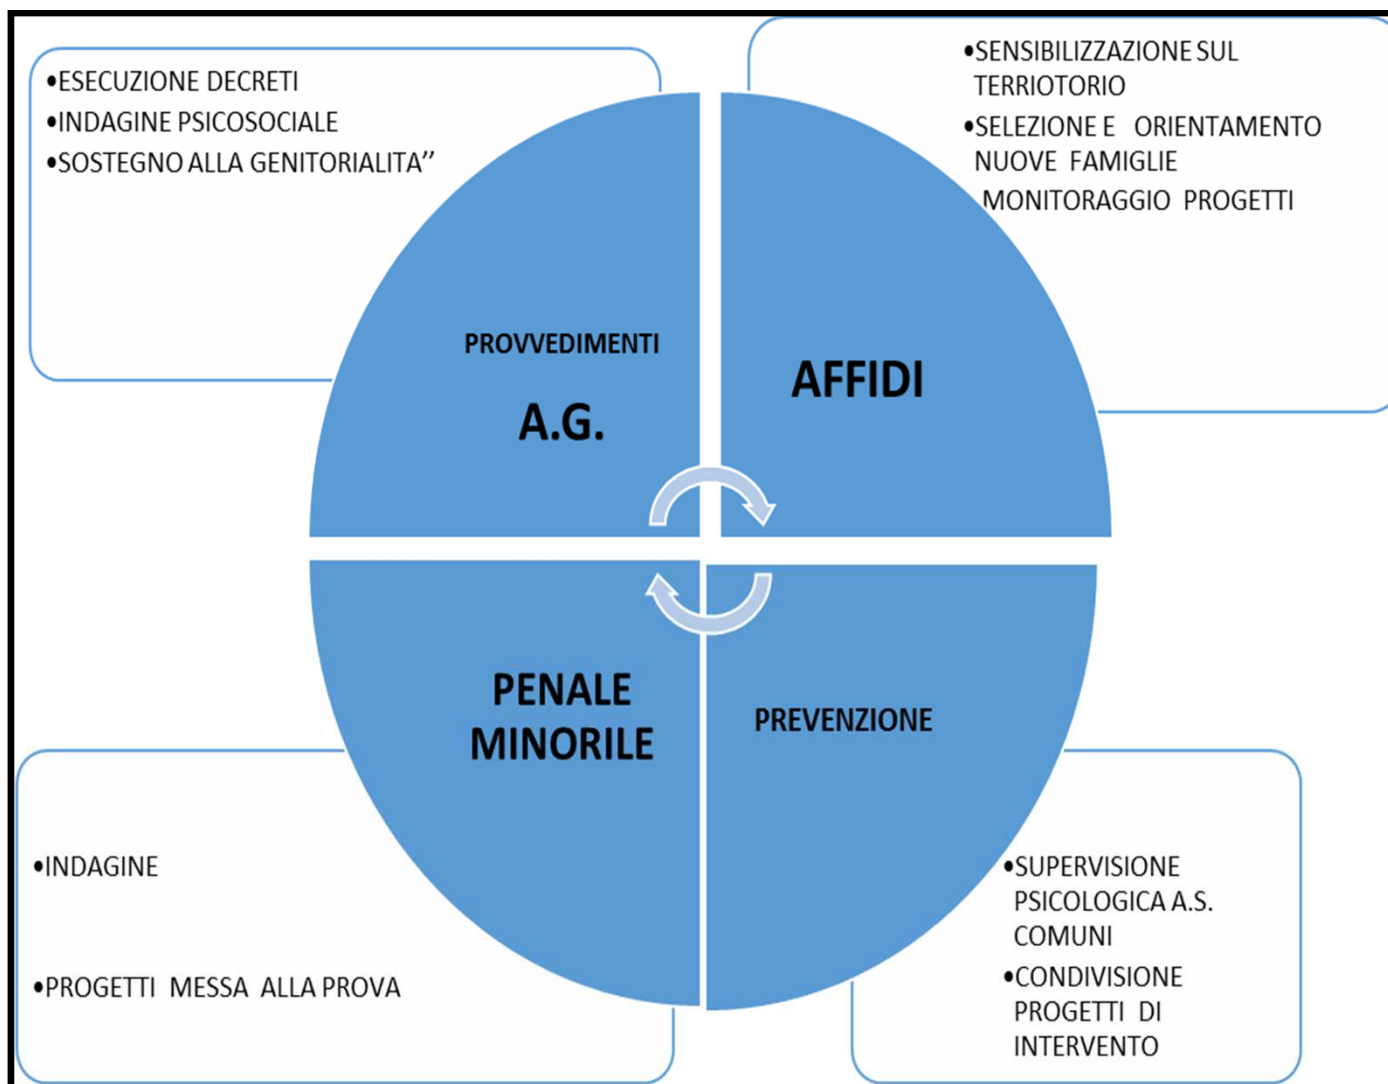 •ESECUZIONE DECRETI
•INDAGINE PSICOSOCIALE
•SOSTEGNO ALLA GENITORIALITA’’
•SENSIBILIZZAZIONE SUL
TERRIOTORIO
•SELEZIONE E ORIENTAMENTO
NUOVE FAMIGLIE
MONITORAGGIO PROGETTI
PROVVEDIMENTI
A.G.
AFFIDI
PENALE
MINORILE
PREVENZIONE
•INDAGINE
•PROGETTI MESSA ALLA PROVA
•SUPERVISIONE
PSICOLOGICA A.S.
COMUNI
•CONDIVISIONE
PROGETTI DI
INTERVENTO